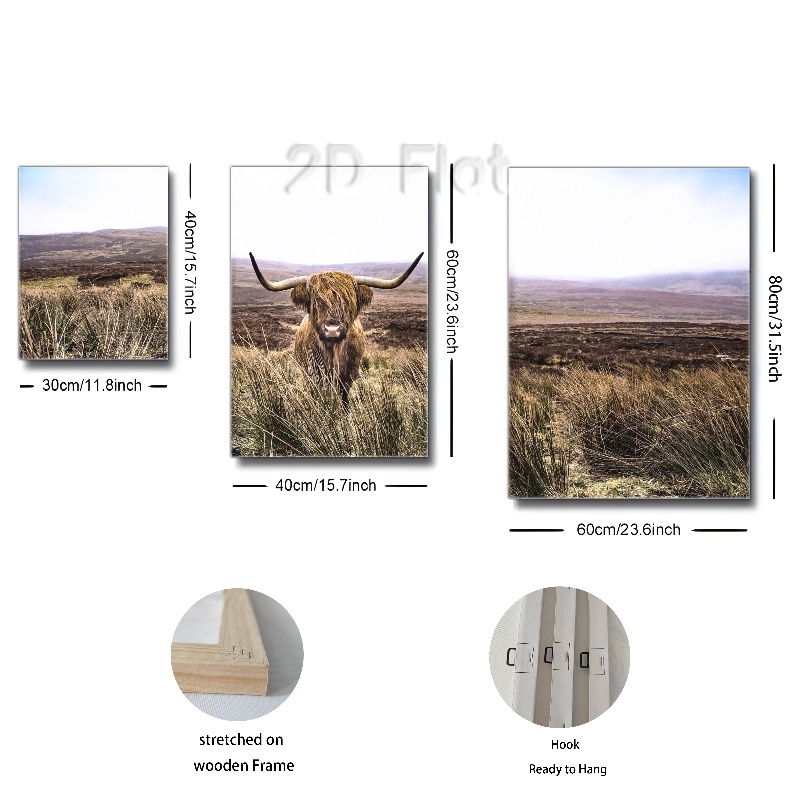 2D Flat
40cm/15.7inch
30cm/11.8inch
60cm/23.6inch
40cm/15.7inch
80cm/31.5inch
60cm/23.6inch
stretched on
wooden Frame
Hook
Ready to Hang